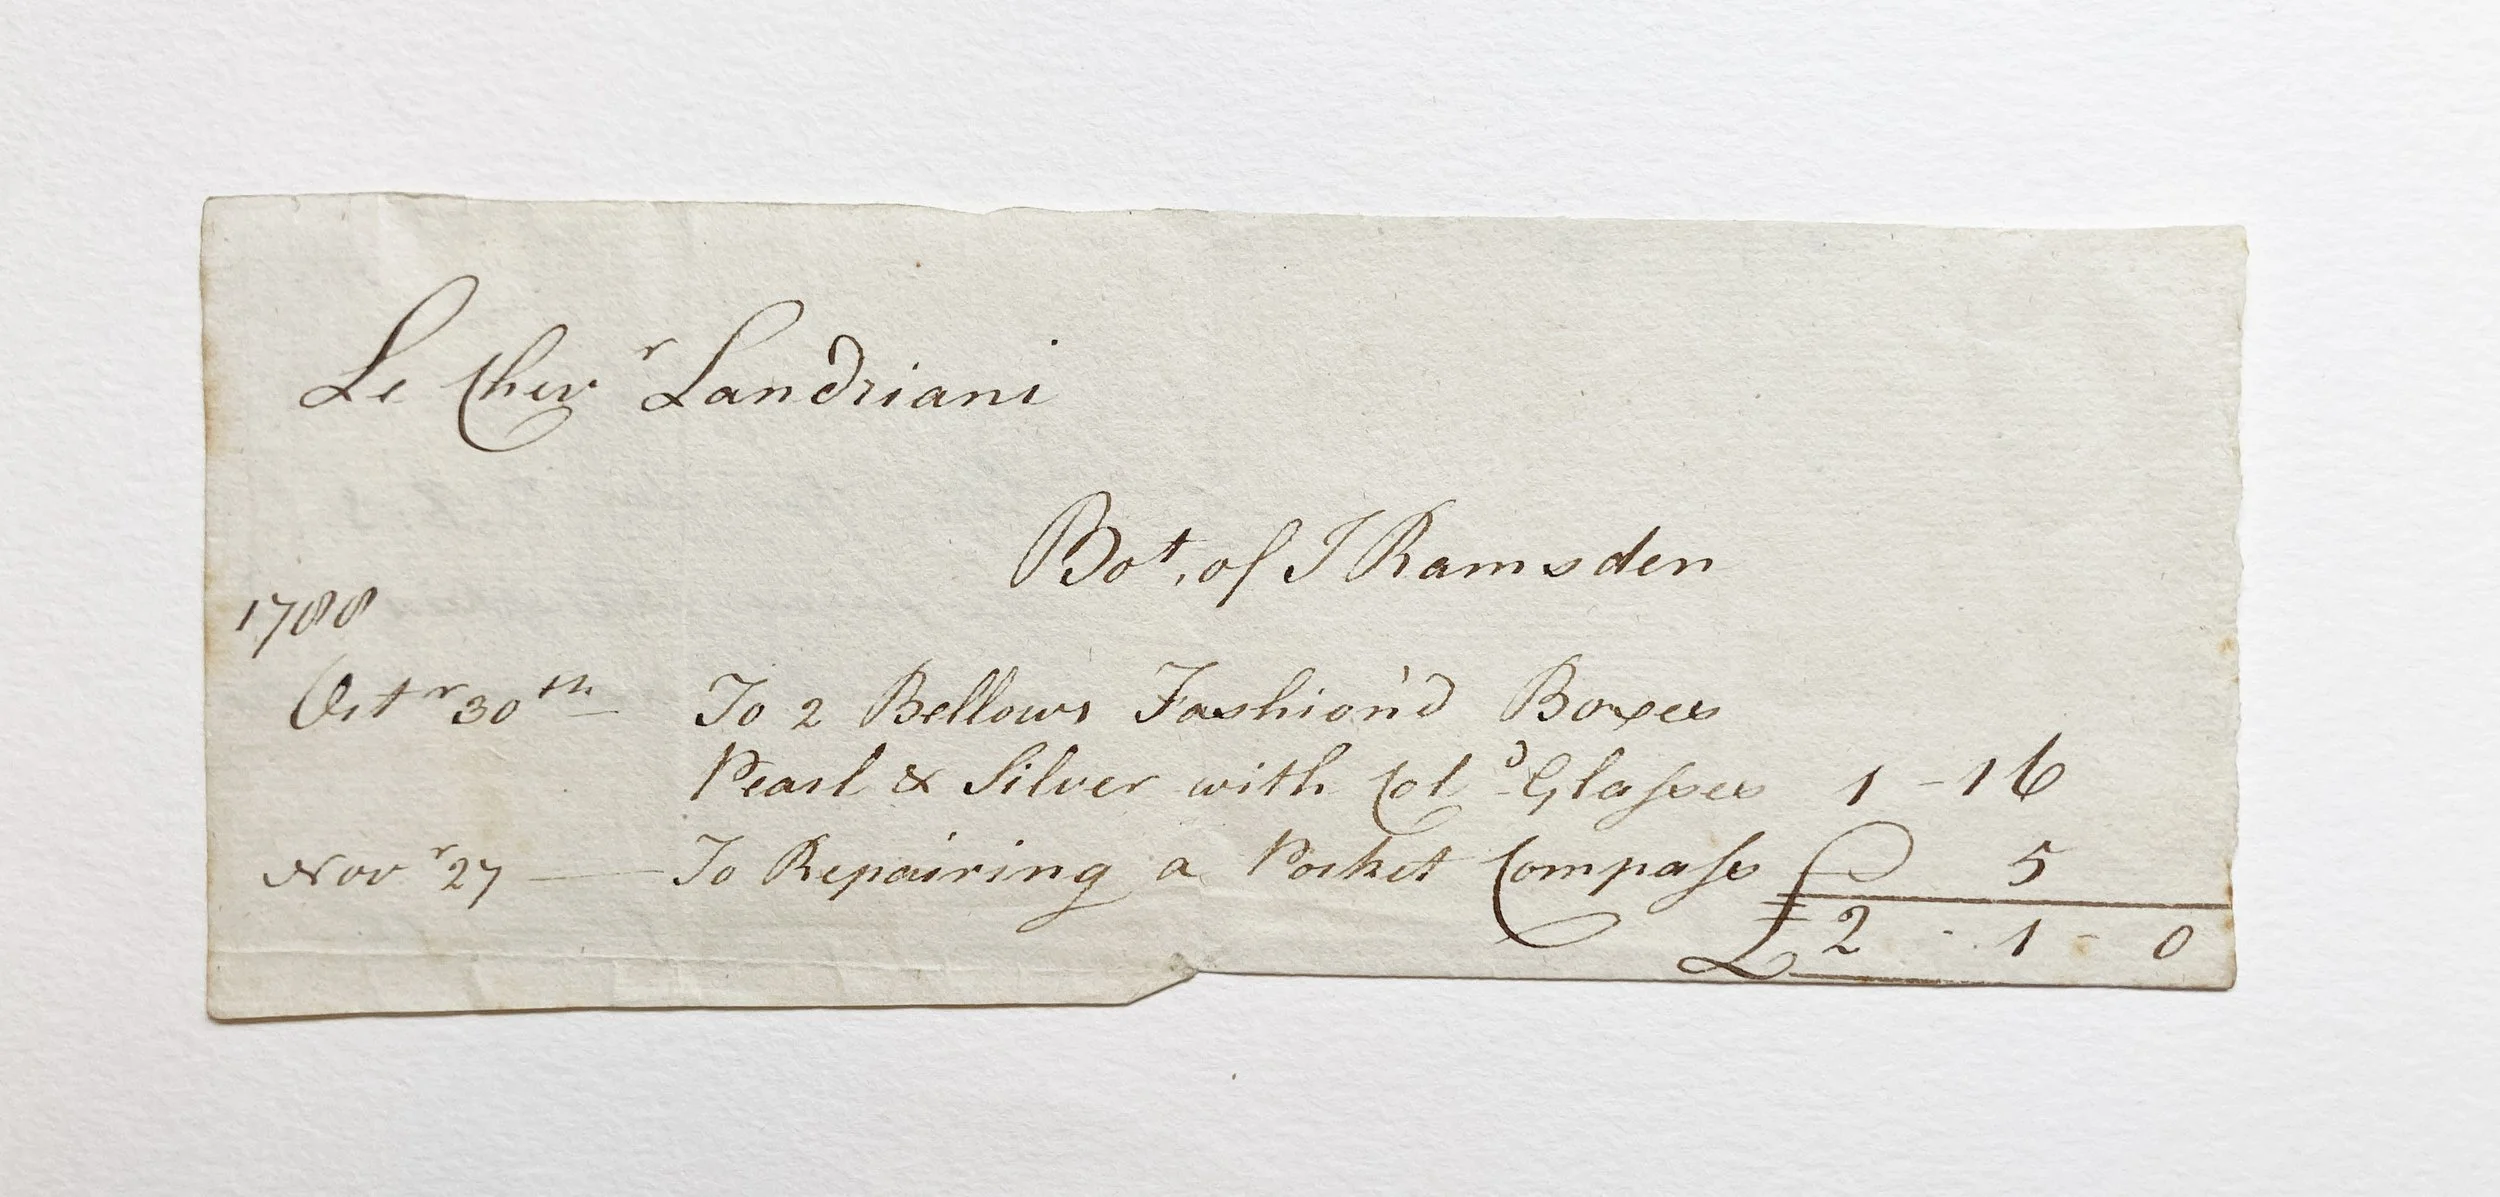 Le Chevr Landriani
Bot. of J Ramsden
1788
Octr 30th To 2 Bellows Fashion'd Boxes
Pearl & Silver with Cold Glasses 1 - 16
Novr 27 — To Repairing a Pocket Compass 5
£ 2 - 1 - 0